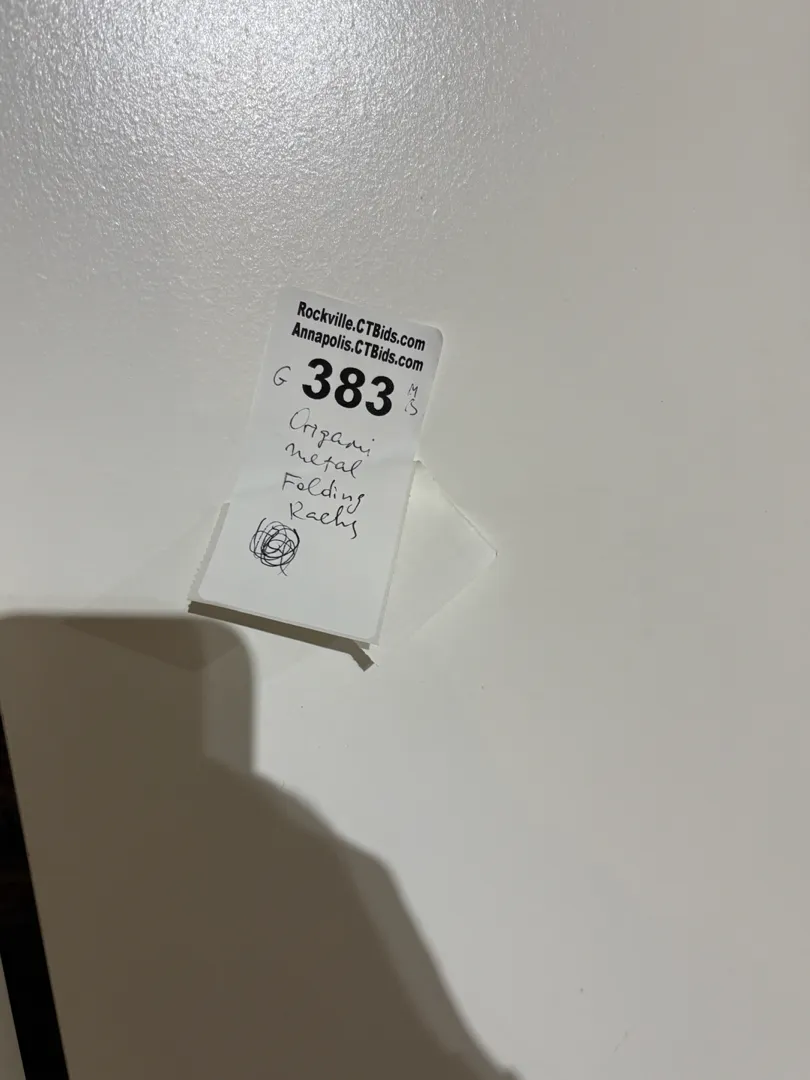 Rockville.CTBids.com
Annapolis.CTBids.com
G 383 M
B
Origami
metal
Folding
Racks